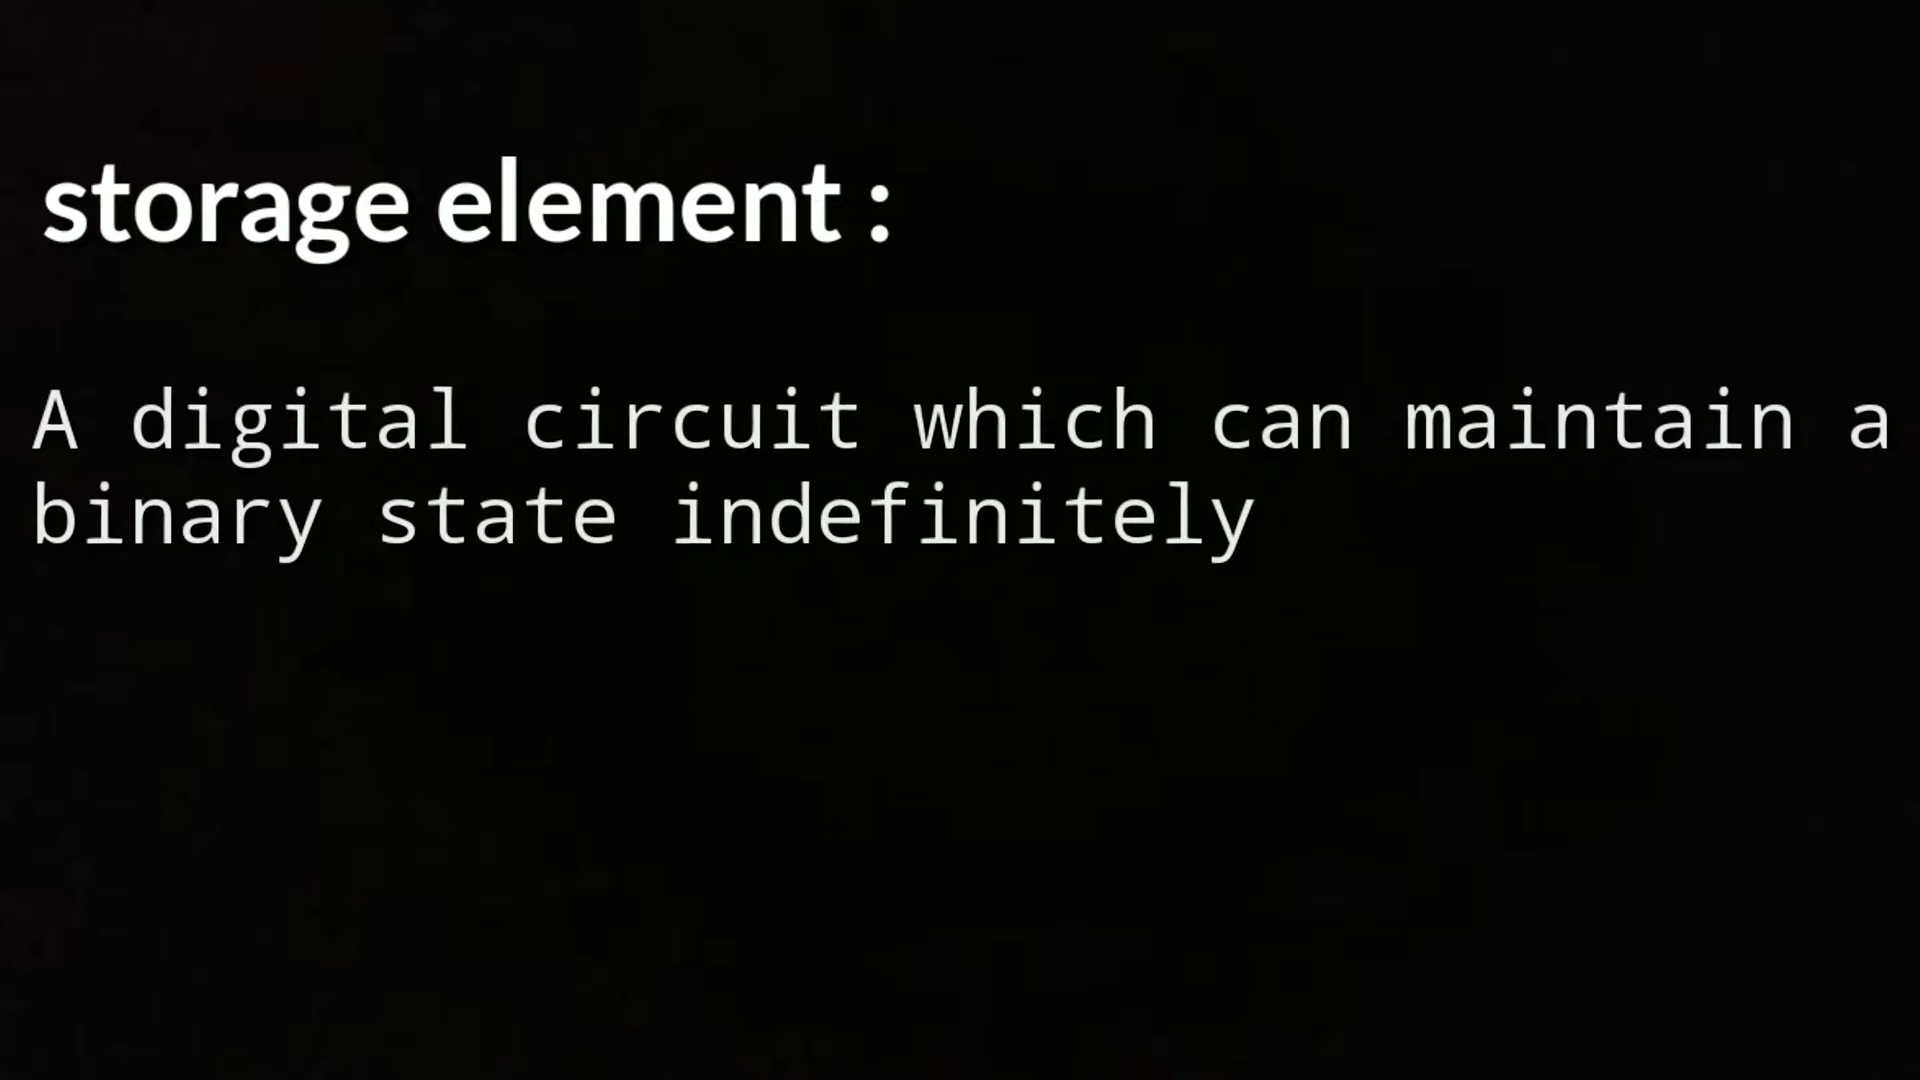 storage element :
A digital circuit which can maintain a
binary state indefinitely